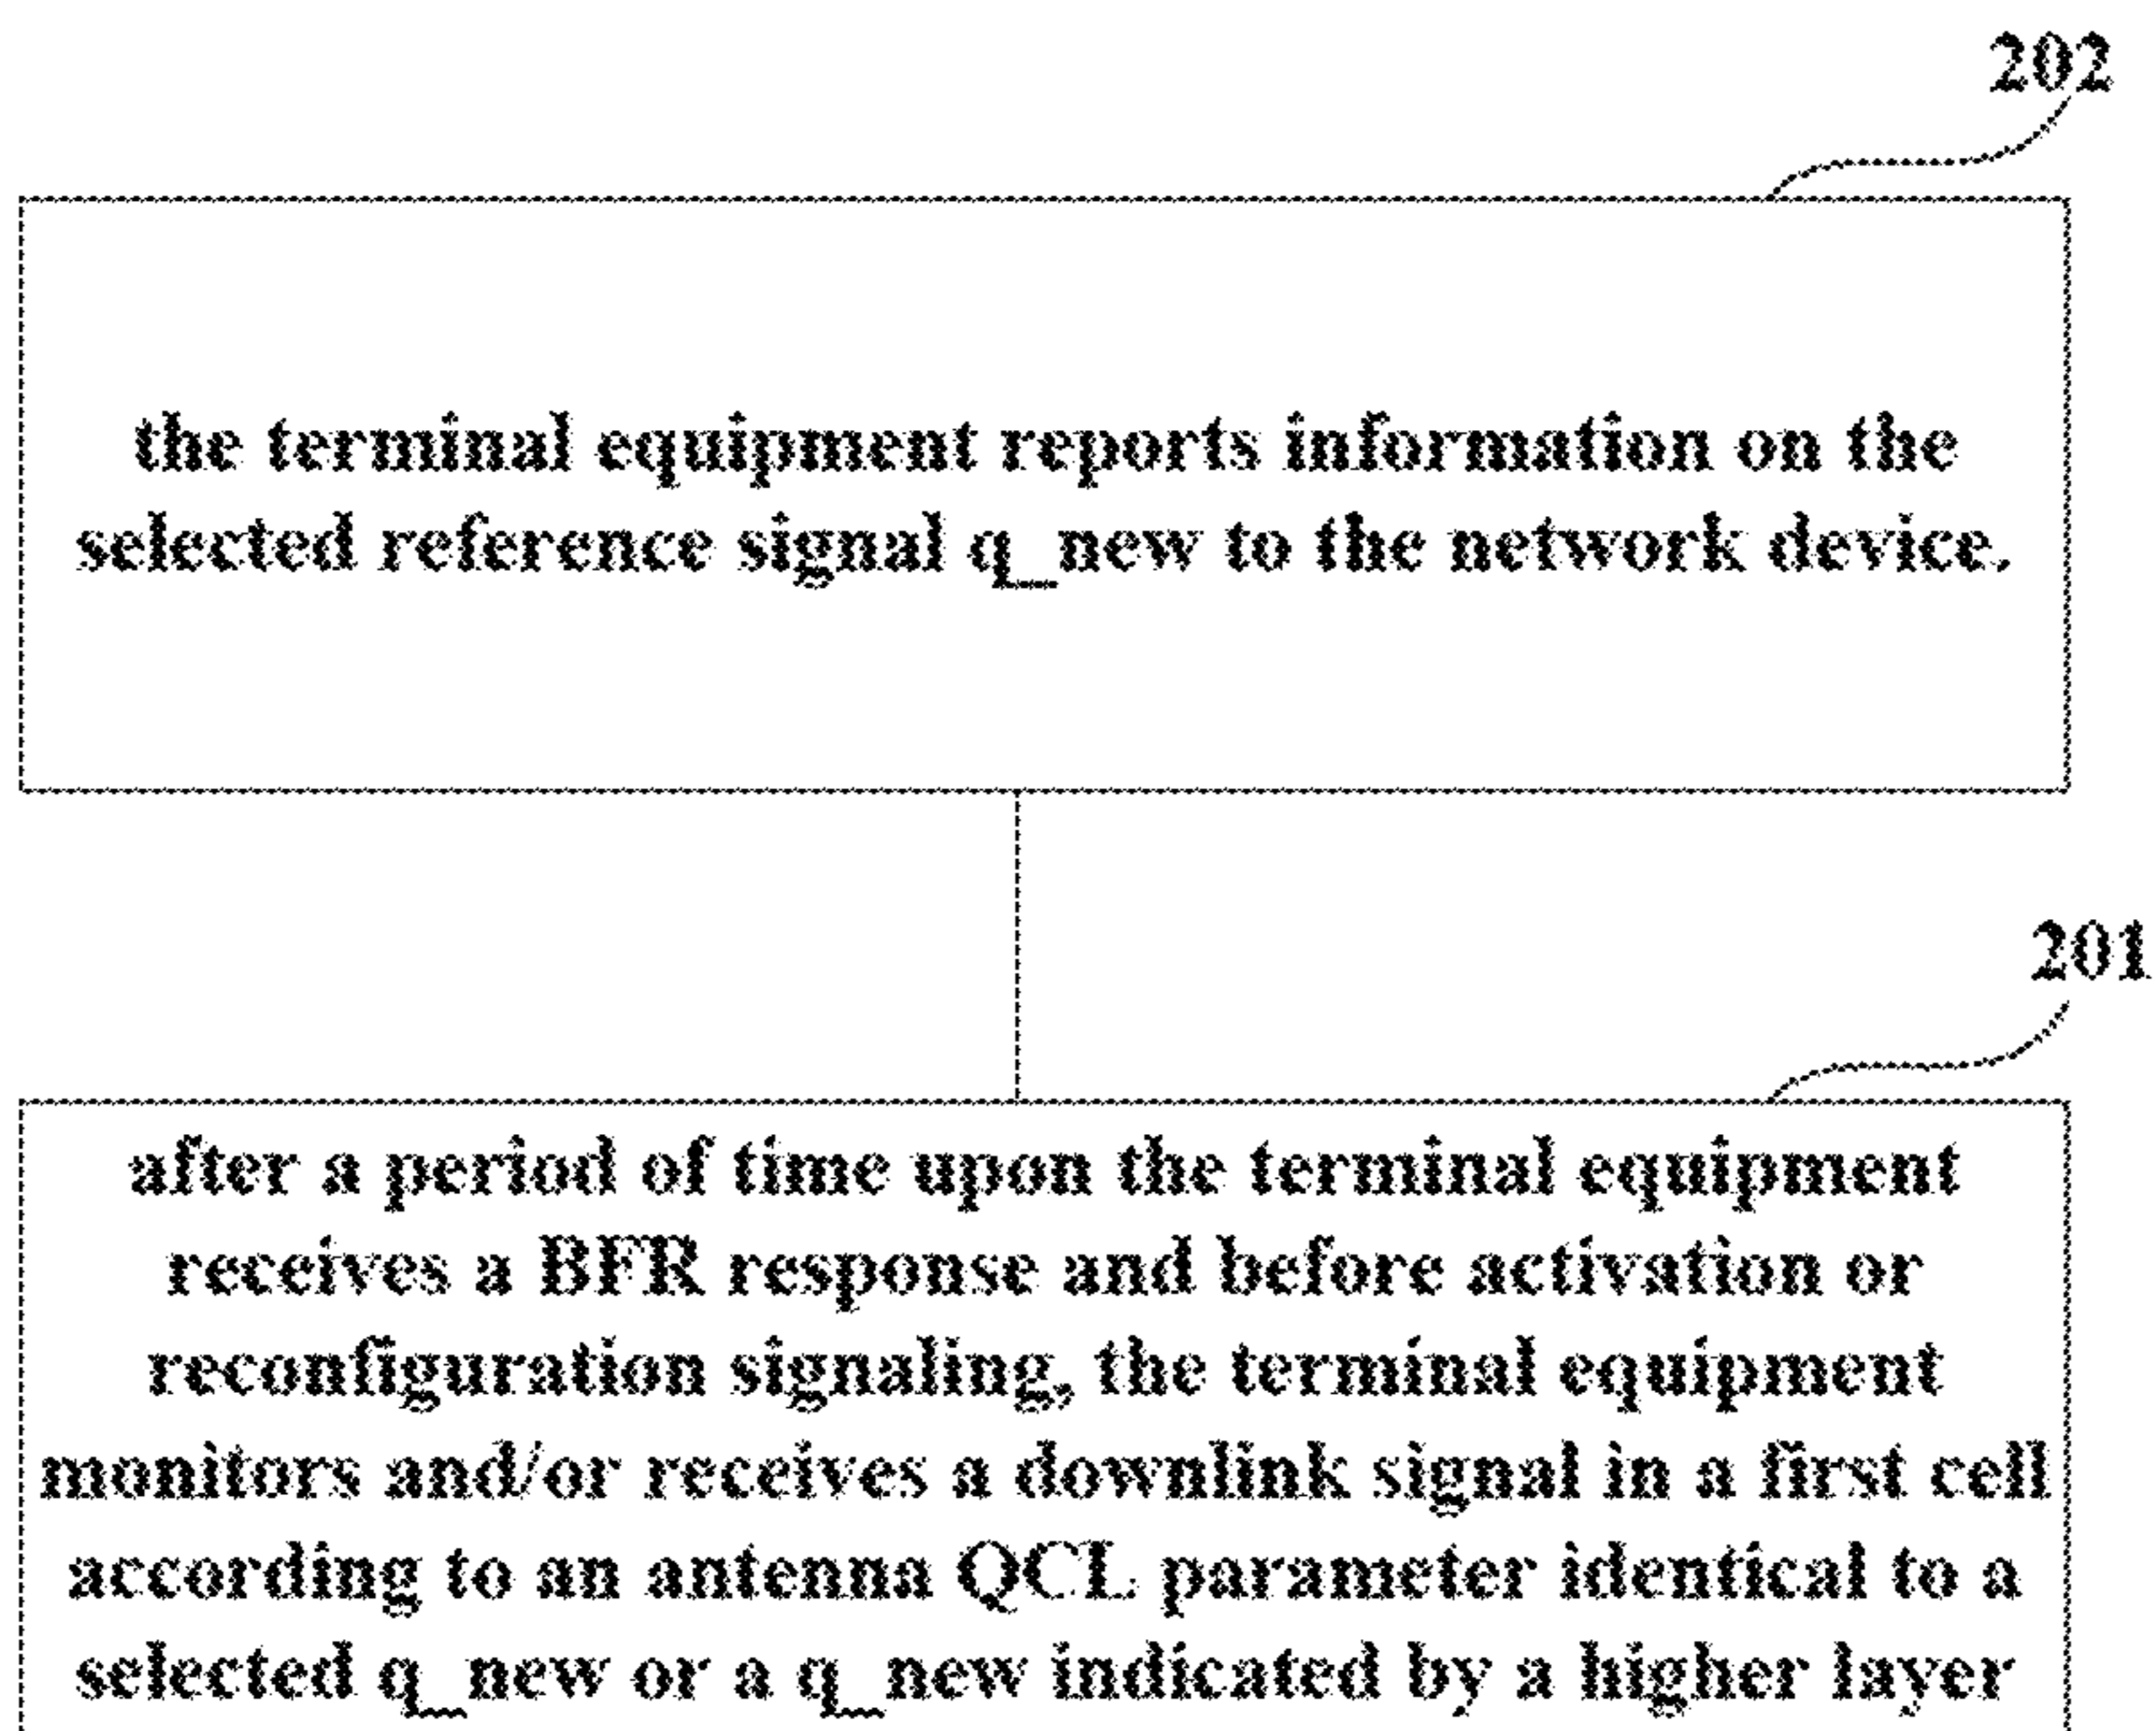 202
the terminal equipment reports information on the
selected reference signal q_new to the network device.
201
after a period of time upon the terminal equipment
receives a BFR response and before activation or
reconfiguration signaling, the terminal equipment
monitors and/or receives a downlink signal in a first cell
according to an antenna QCL parameter identical to a
selected q_new or a q_new indicated by a higher layer